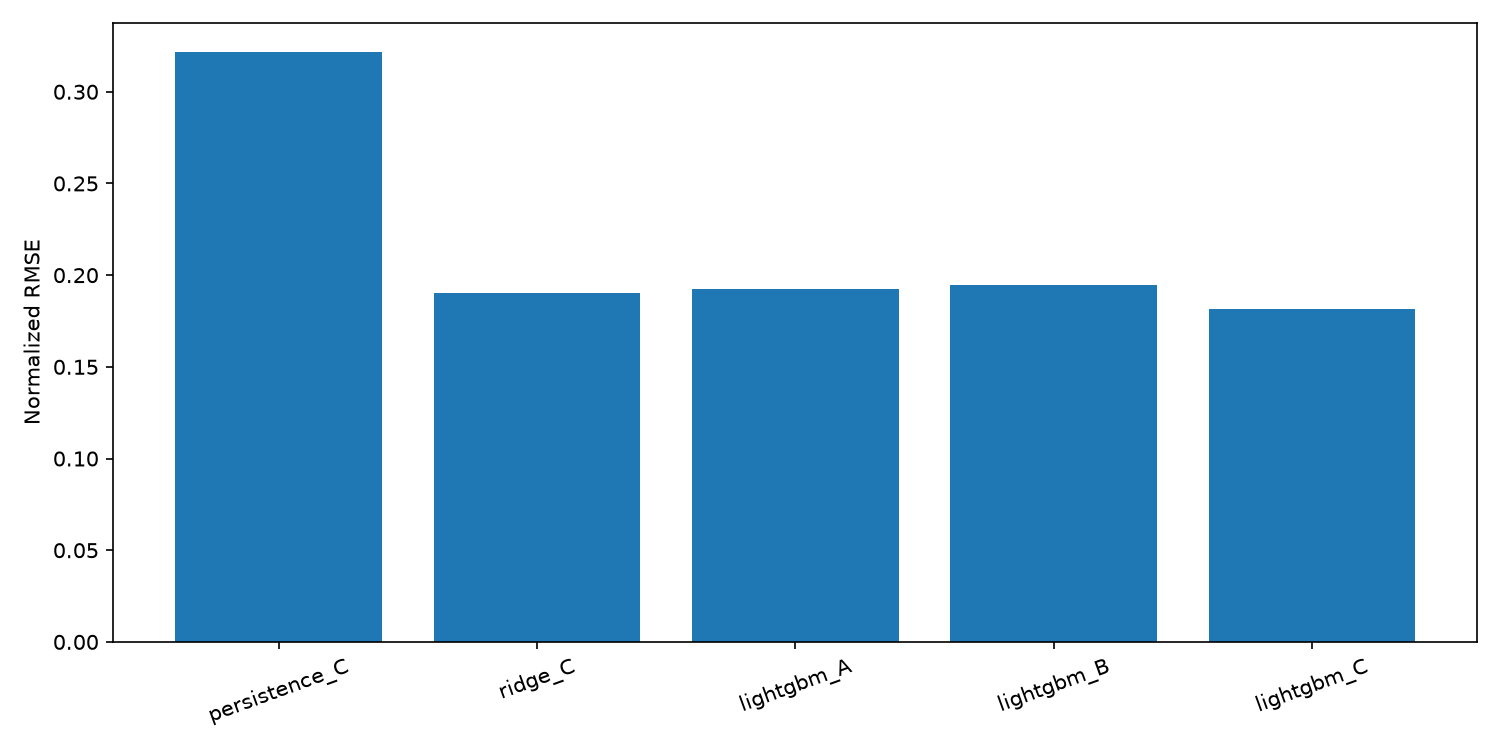 Normalized RMSE
0.30
0.25
0.20
0.15
0.10
0.05
0.00
persistence_C
ridge_C
lightgbm_A
lightgbm_B
lightgbm_C